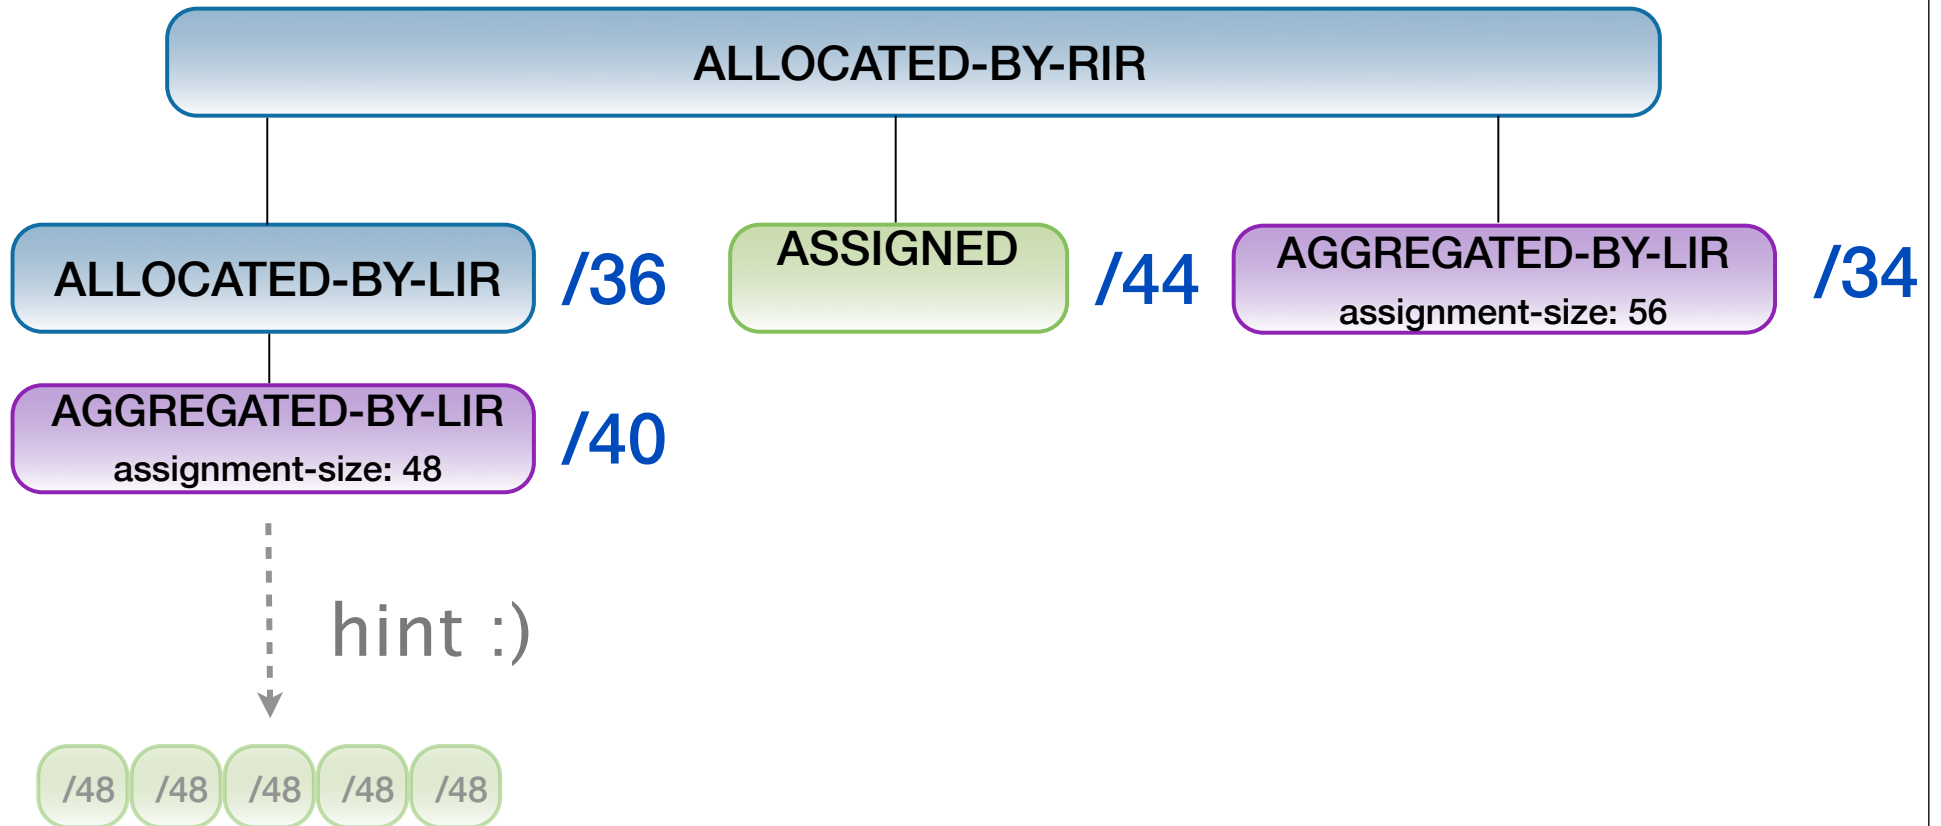 ALLOCATED-BY-RIR
ALLOCATED-BY-LIR
/36
ASSIGNED
/44
AGGREGATED-BY-LIR
assignment-size: 56
/34
AGGREGATED-BY-LIR
assignment-size: 48
/40
hint :)
/48 /48 /48 /48 /48